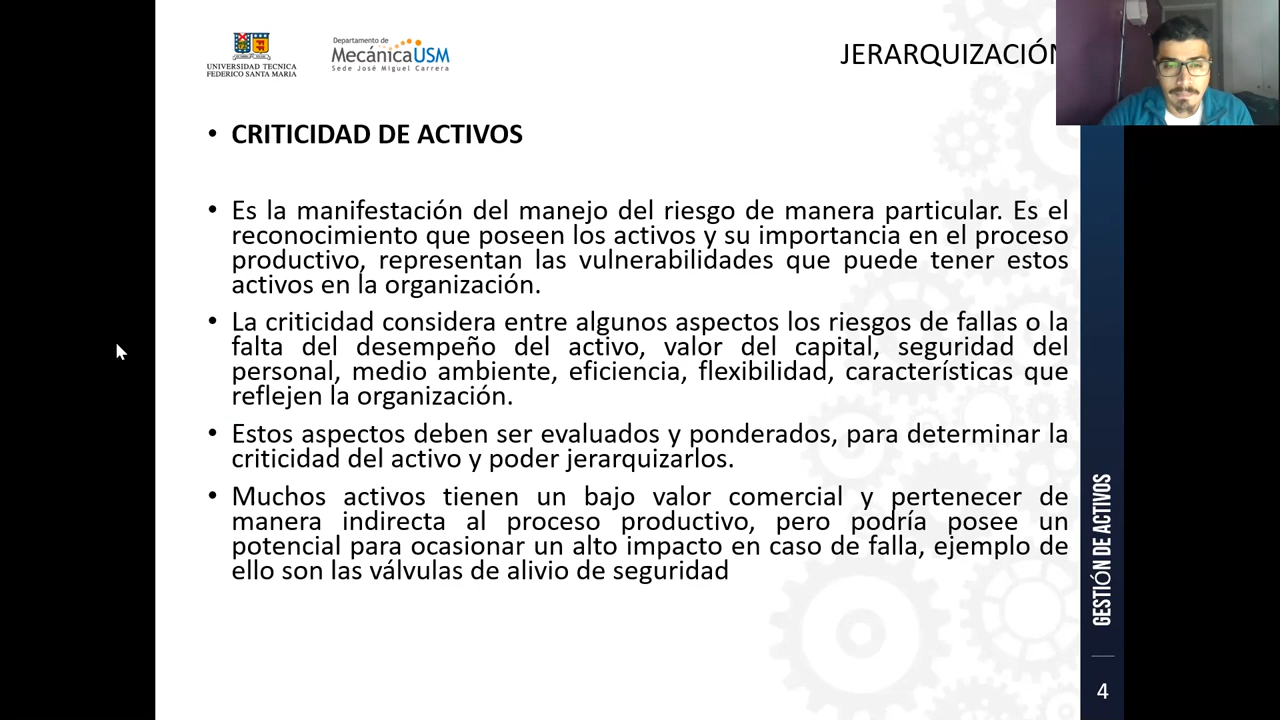 UNIVERSIDAD TECNICA
FEDERICO SANTA MARIA
Departamento de
MecánicaUSM
Sede José Miguel Carrera
JERARQUIZACIÓN
• CRITICIDAD DE ACTIVOS
• Es la manifestación del manejo del riesgo de manera particular. Es el
reconocimiento que poseen los activos y su importancia en el proceso
productivo, representan las vulnerabilidades que puede tener estos
activos en la organización.
• La criticidad considera entre algunos aspectos los riesgos de fallas o la
falta del desempeño del activo, valor del capital, seguridad del
personal, medio ambiente, eficiencia, flexibilidad, características que
reflejen la organización.
• Estos aspectos deben ser evaluados y ponderados, para determinar la
criticidad del activo y poder jerarquizarlos.
• Muchos activos tienen un bajo valor comercial y pertenecer de
manera indirecta al proceso productivo, pero podría posee un
potencial para ocasionar un alto impacto en caso de falla, ejemplo de
ello son las válvulas de alivio de seguridad
GESTIÓN DE ACTIVOS
4